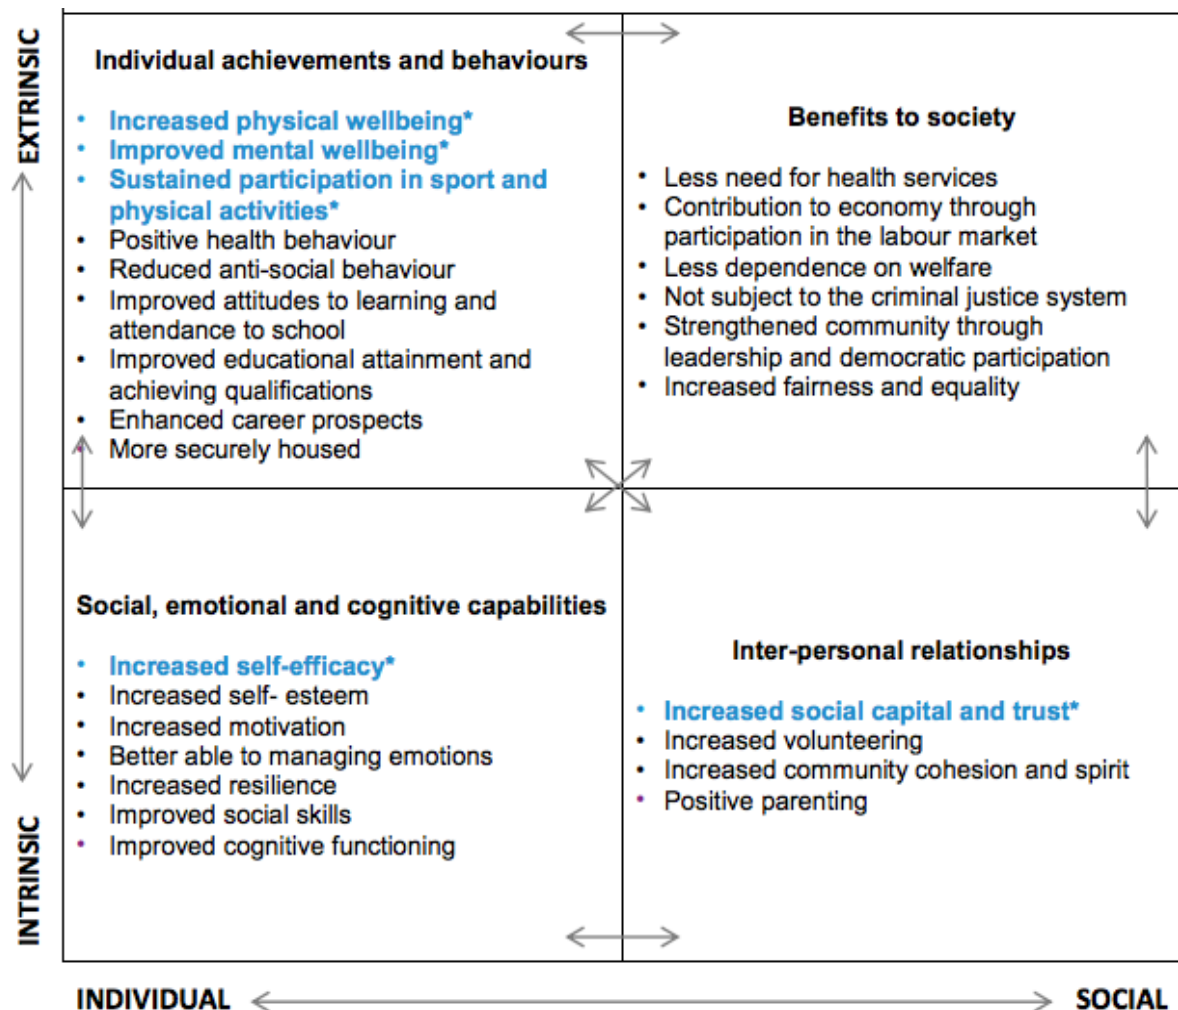 EXTRINSIC
Individual achievements and behaviours
• Increased physical wellbeing*
• Improved mental wellbeing*
• Sustained participation in sport and
physical activities*
• Positive health behaviour
• Reduced anti-social behaviour
• Improved attitudes to learning and
attendance to school
• Improved educational attainment and
achieving qualifications
• Enhanced career prospects
• More securely housed
Benefits to society
• Less need for health services
• Contribution to economy through
participation in the labour market
• Less dependence on welfare
• Not subject to the criminal justice system
• Strengthened community through
leadership and democratic participation
• Increased fairness and equality
INTRINSIC
Social, emotional and cognitive capabilities
• Increased self-efficacy*
• Increased self- esteem
• Increased motivation
• Better able to managing emotions
• Increased resilience
• Improved social skills
• Improved cognitive functioning
Inter-personal relationships
• Increased social capital and trust*
• Increased volunteering
• Increased community cohesion and spirit
• Positive parenting
INDIVIDUAL
SOCIAL